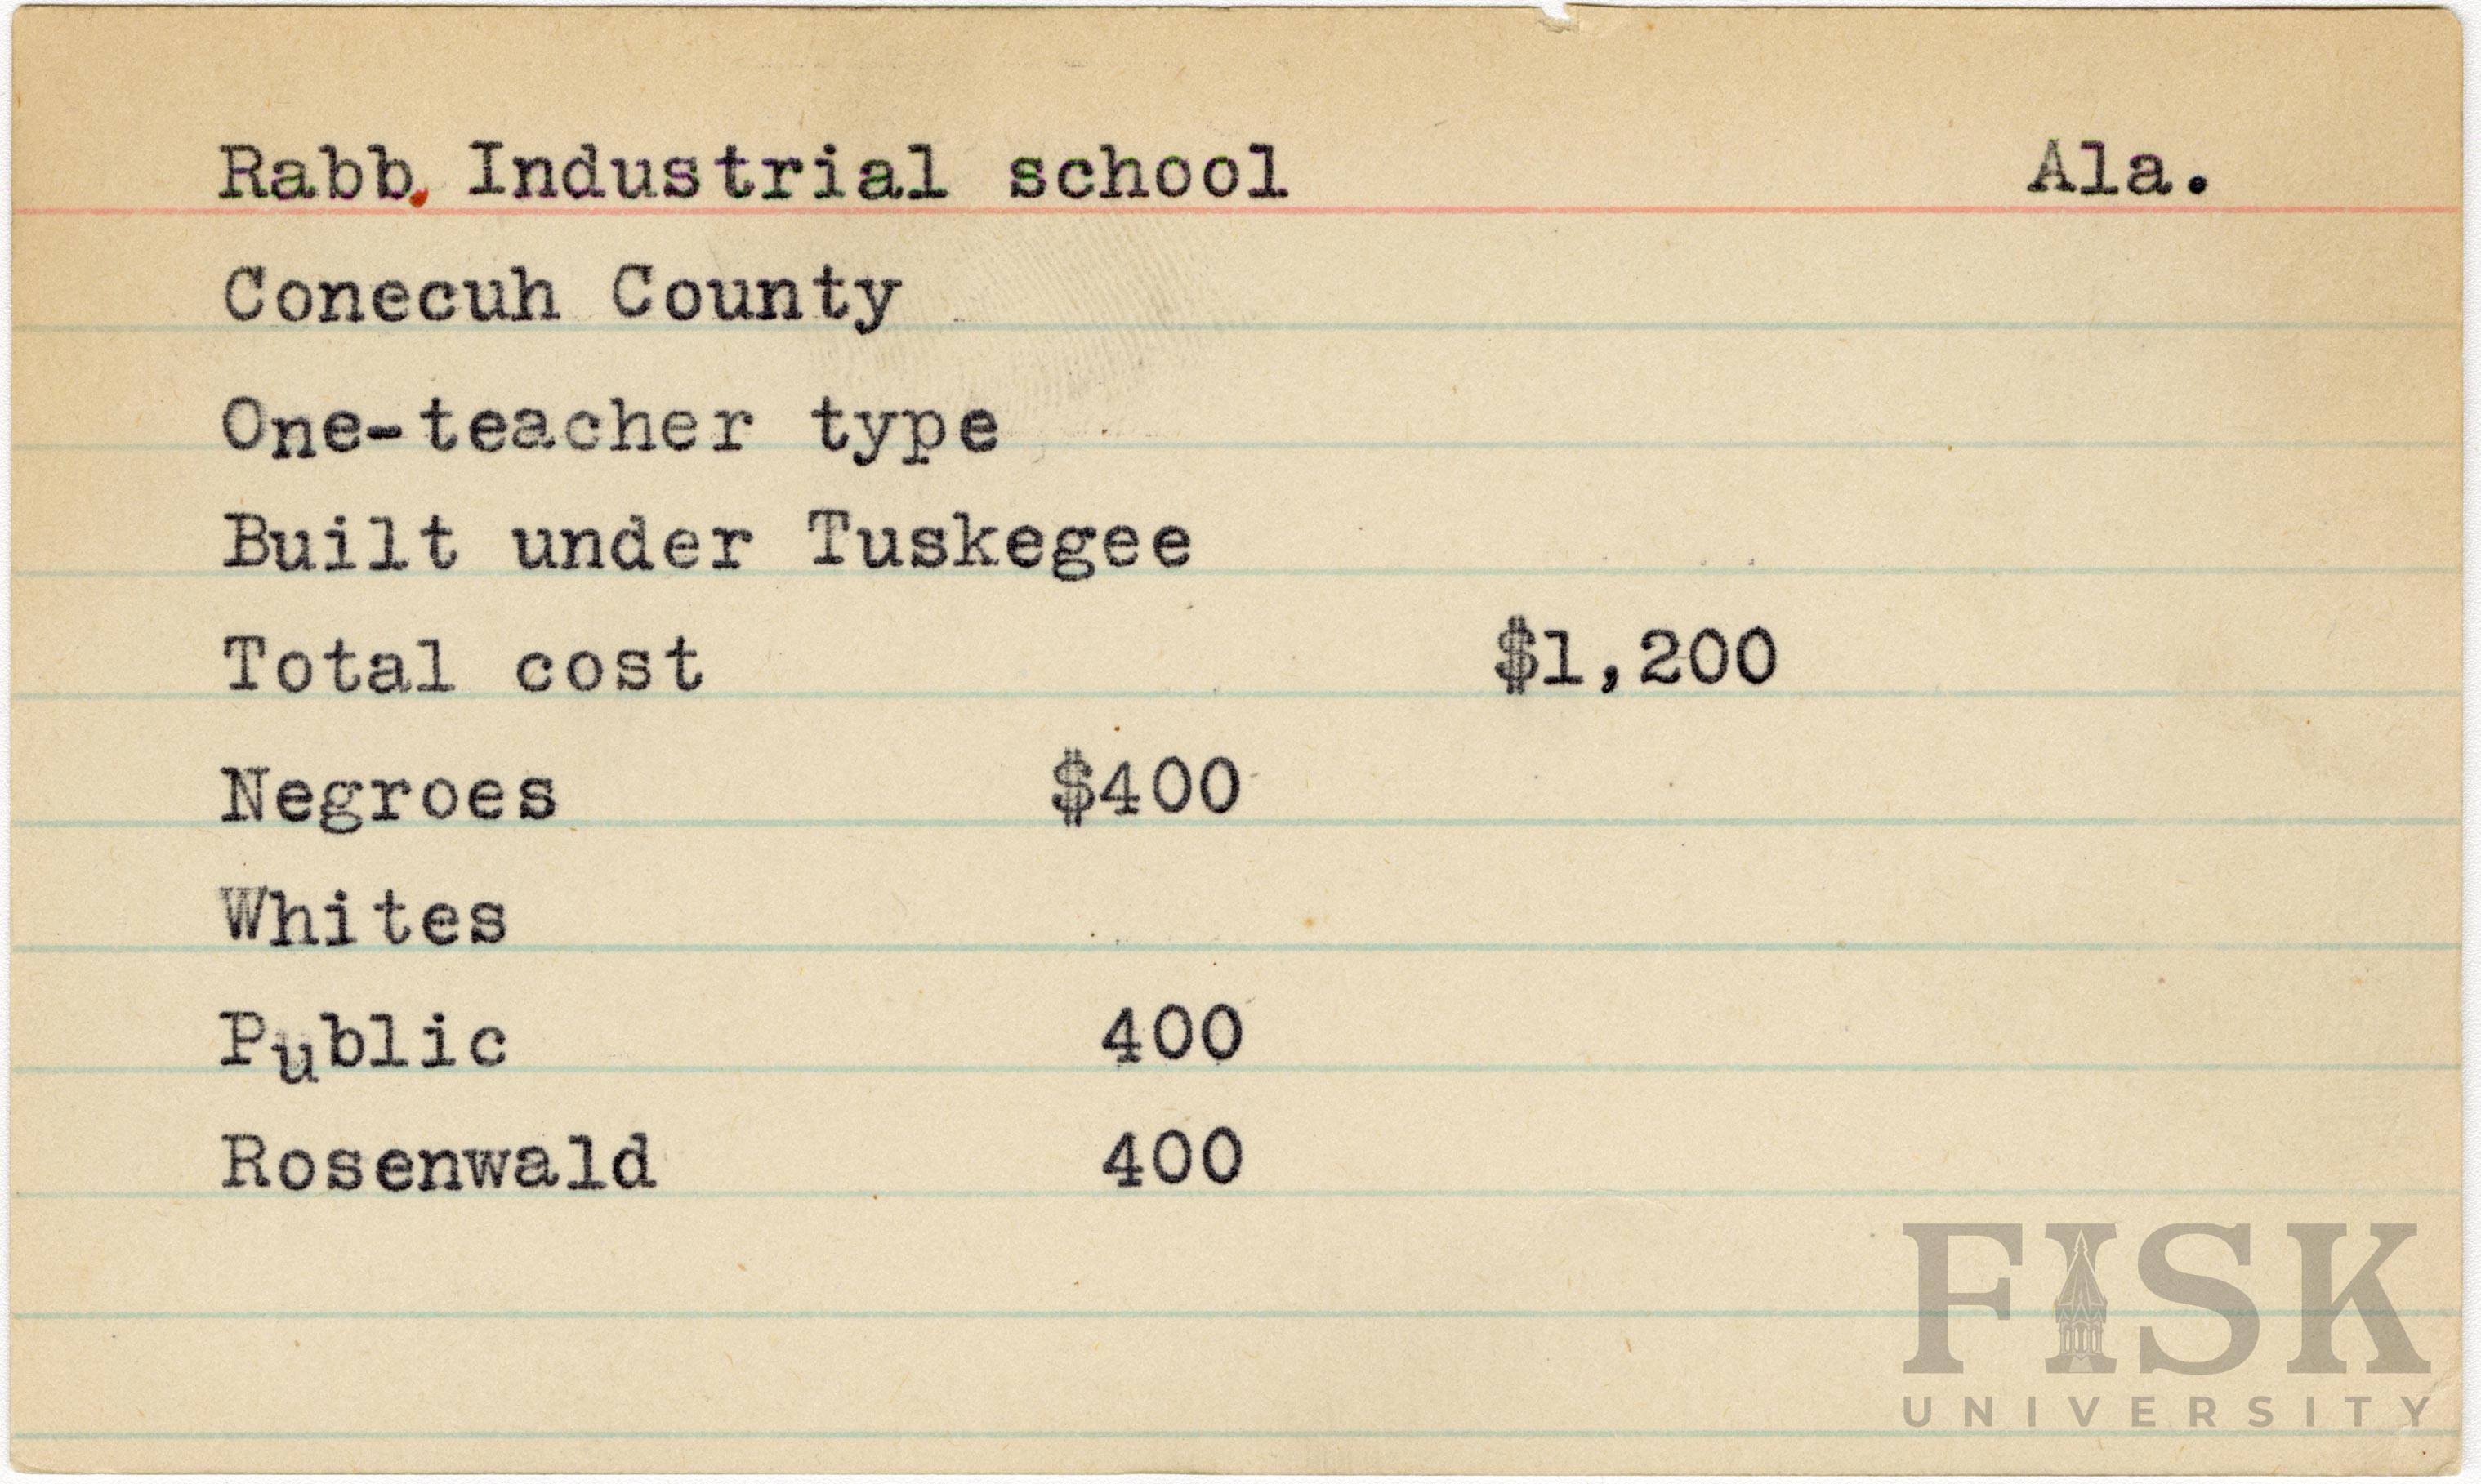 Rabb. Industrial school Ala.
Conecuh County
One-teacher type
Built under Tuskegee
Total cost $1,200
Negroes $400
Whites
Public 400
Rosenwald 400
FISK
UNIVERSITY